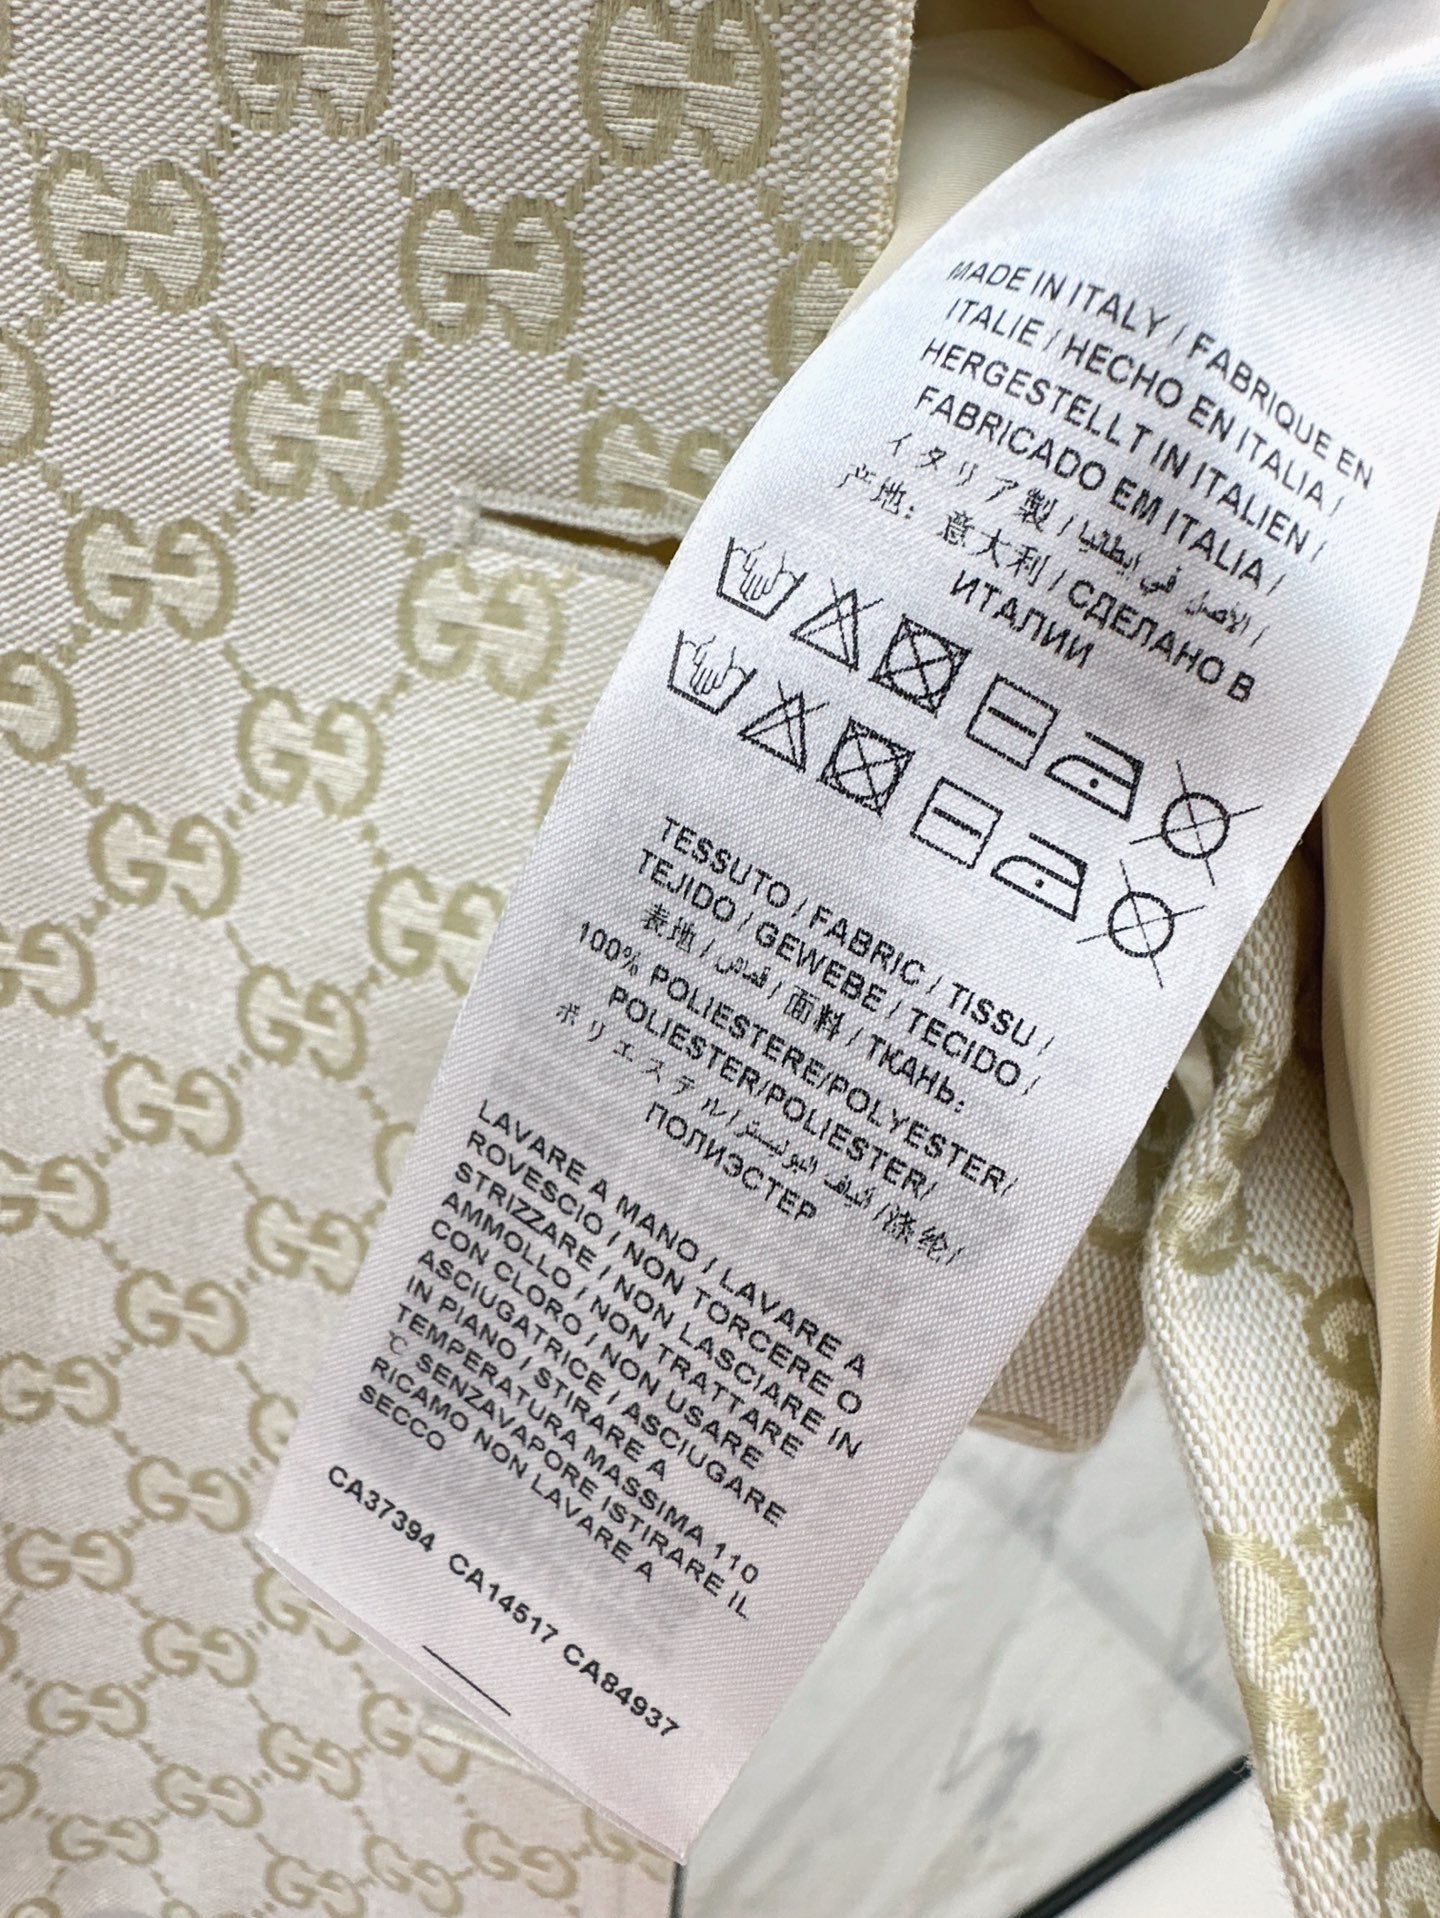 MADE IN ITALY / FABRIQUE EN
ITALIE / HECHO EN ITALIA /
HERGESTELLT IN ITALIEN /
FABRICADO EM ITALIA /
イタリア製 / الأصل في إيطاليا /
产地: 意大利 / СДЕЛАНО В
ИТАЛИИ
TESSUTO / FABRIC / TISSU /
TEJIDO / GEWEBE / TECIDO /
表地 / قماش / 面料 / ТКАНЬ:
100% POLIESTERE/POLYESTER/
POLIESTER/POLIESTER/
ポリエステル/ألياف البوليستر/涤纶/
ПОЛИЭСТЕР
LAVARE A MANO / LAVARE A
ROVESCIO / NON TORCERE O
STRIZZARE / NON LASCIARE IN
AMMOLLO / NON TRATTARE
CON CLORO / NON USARE
ASCIUGATRICE / ASCIUGARE
IN PIANO / STIRARE A
TEMPERATURA MASSIMA 110
℃ SENZAVAPORE ISTIRARE IL
RICAMO NON LAVARE A
SECCO
CA37394 CA14517 CA84937